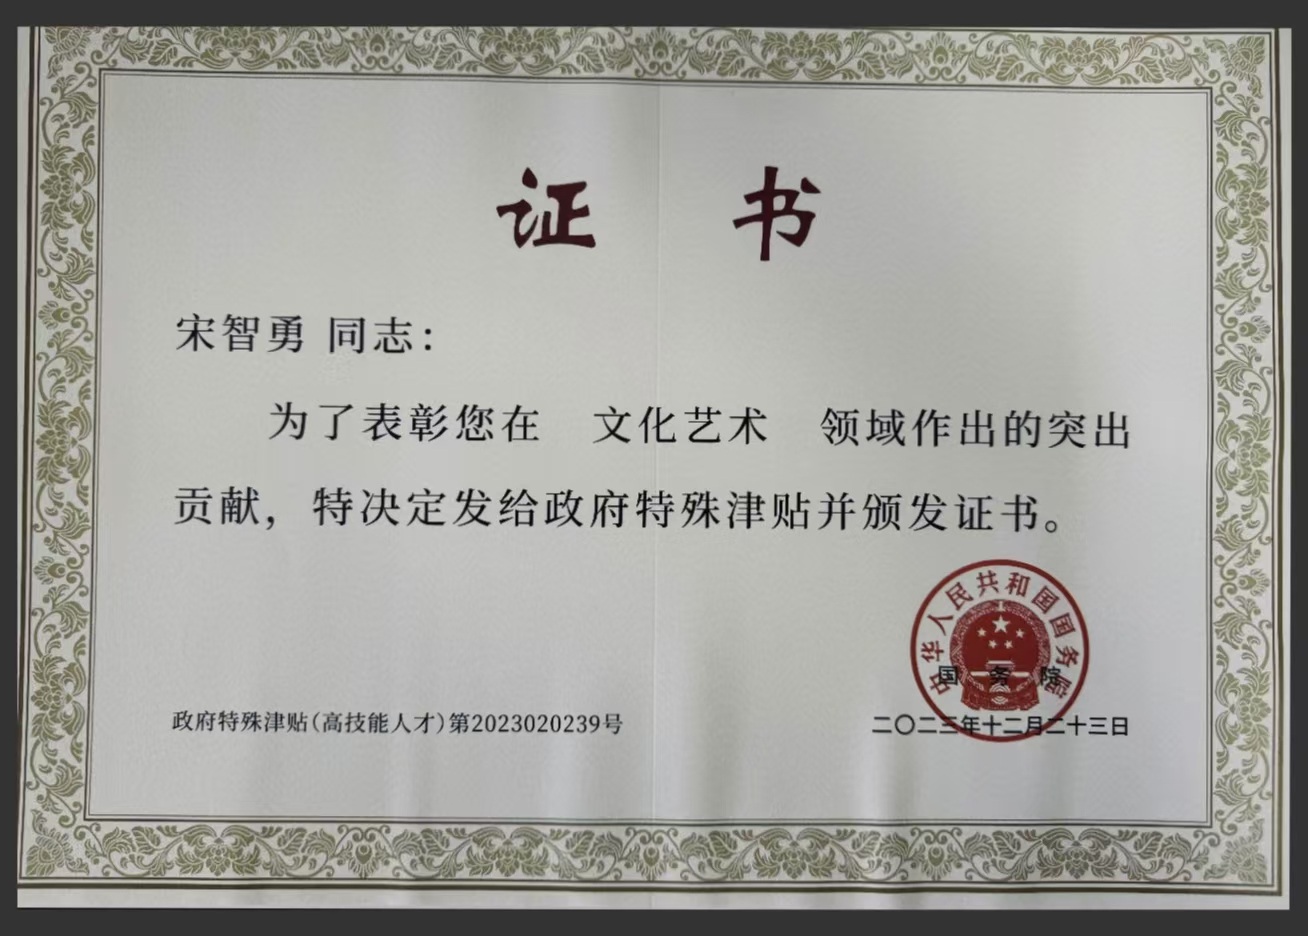 证 书
宋智勇 同志：
为了表彰您在 文化艺术 领域作出的突出
贡献，特决定发给政府特殊津贴并颁发证书。
中华人民共和国国务院
国 务 院
政府特殊津贴(高技能人才)第2023020239号
二〇二三年十二月二十三日